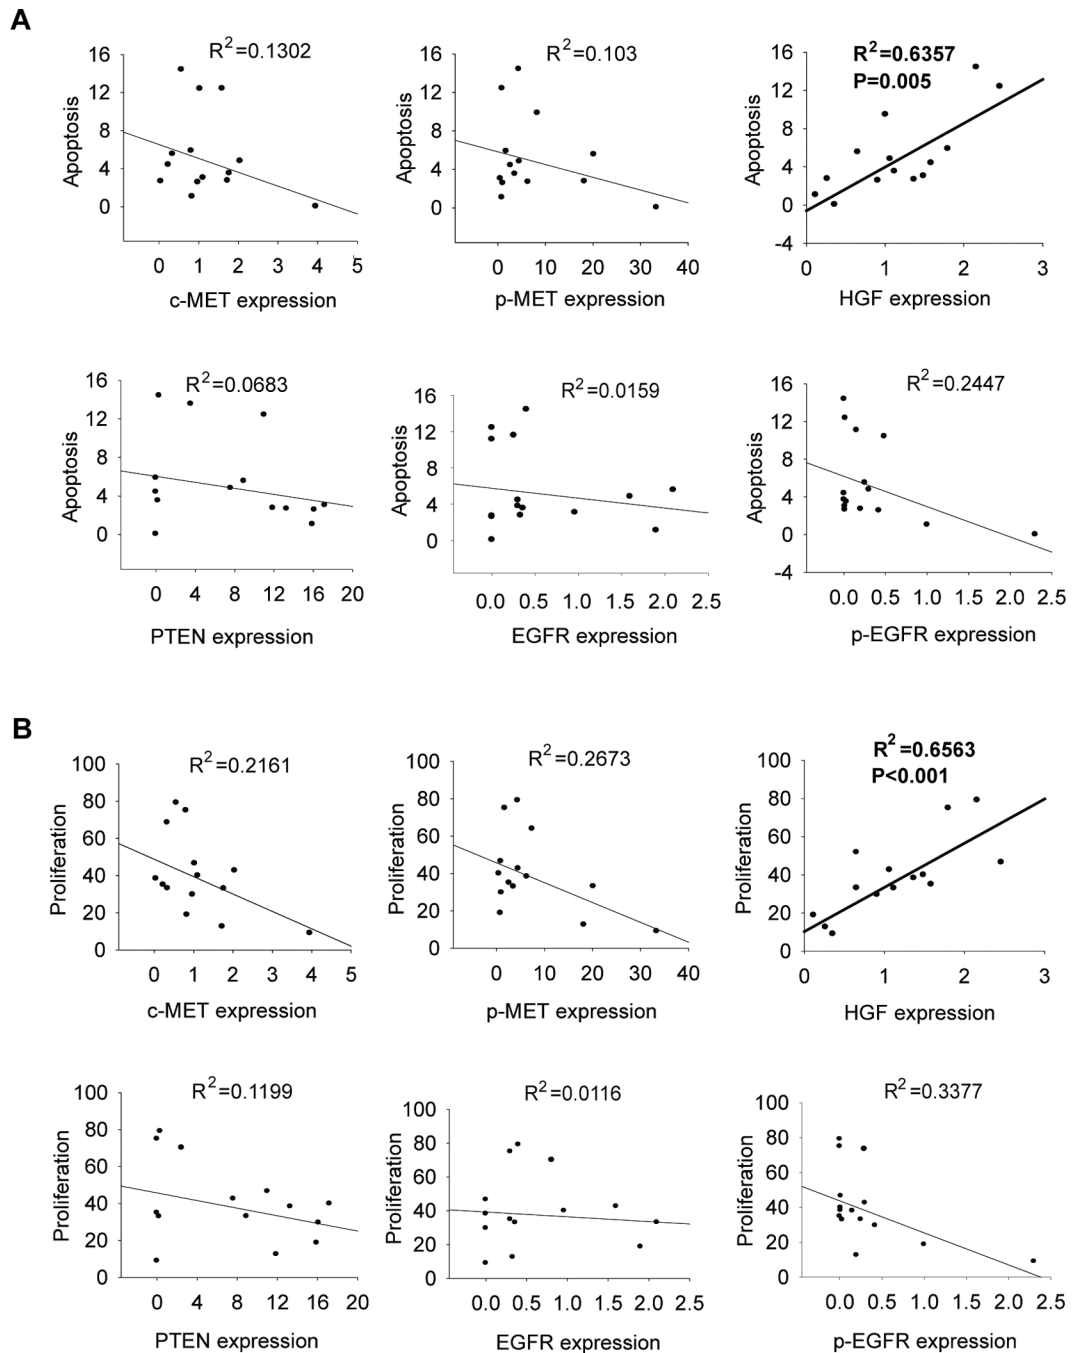 A
R²=0.1302
16
12
8
4
0
Apoptosis
0 1 2 3 4 5
c-MET expression
R²=0.103
16
12
8
4
0
Apoptosis
0 10 20 30 40
p-MET expression
R²=0.6357
P=0.005
16
12
8
4
0
-4
Apoptosis
0 1 2 3
HGF expression
R²=0.0683
16
12
8
4
0
Apoptosis
0 4 8 12 16 20
PTEN expression
R²=0.0159
16
12
8
4
0
Apoptosis
0.0 0.5 1.0 1.5 2.0 2.5
EGFR expression
R²=0.2447
16
12
8
4
0
-4
Apoptosis
0.0 0.5 1.0 1.5 2.0 2.5
p-EGFR expression
B
R²=0.2161
100
80
60
40
20
0
Proliferation
0 1 2 3 4 5
c-MET expression
R²=0.2673
100
80
60
40
20
0
Proliferation
0 10 20 30 40
p-MET expression
R²=0.6563
P<0.001
100
80
60
40
20
0
Proliferation
0 1 2 3
HGF expression
R²=0.1199
100
80
60
40
20
0
Proliferation
0 4 8 12 16 20
PTEN expression
R²=0.0116
100
80
60
40
20
0
Proliferation
0.0 0.5 1.0 1.5 2.0 2.5
EGFR expression
R²=0.3377
100
80
60
40
20
0
Proliferation
0.0 0.5 1.0 1.5 2.0 2.5
p-EGFR expression